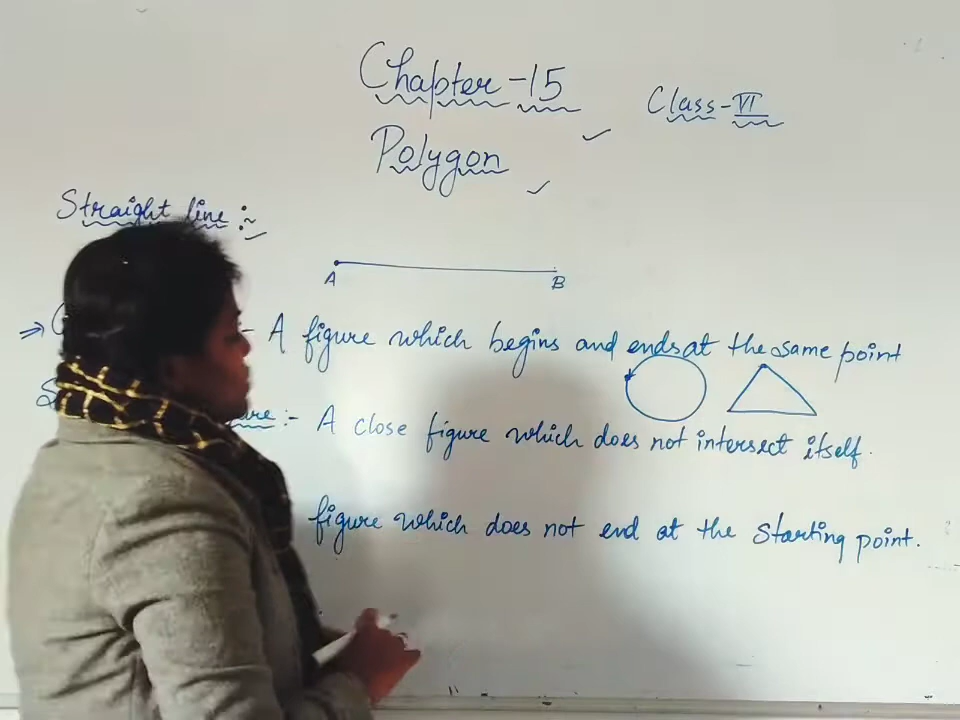 Chapter-15
Class-VI
Polygon
Straight line :~
A B
⇒ :- A figure which begins and ends at the same point
:- A close figure which does not intersect itself.
figure which does not end at the starting point.